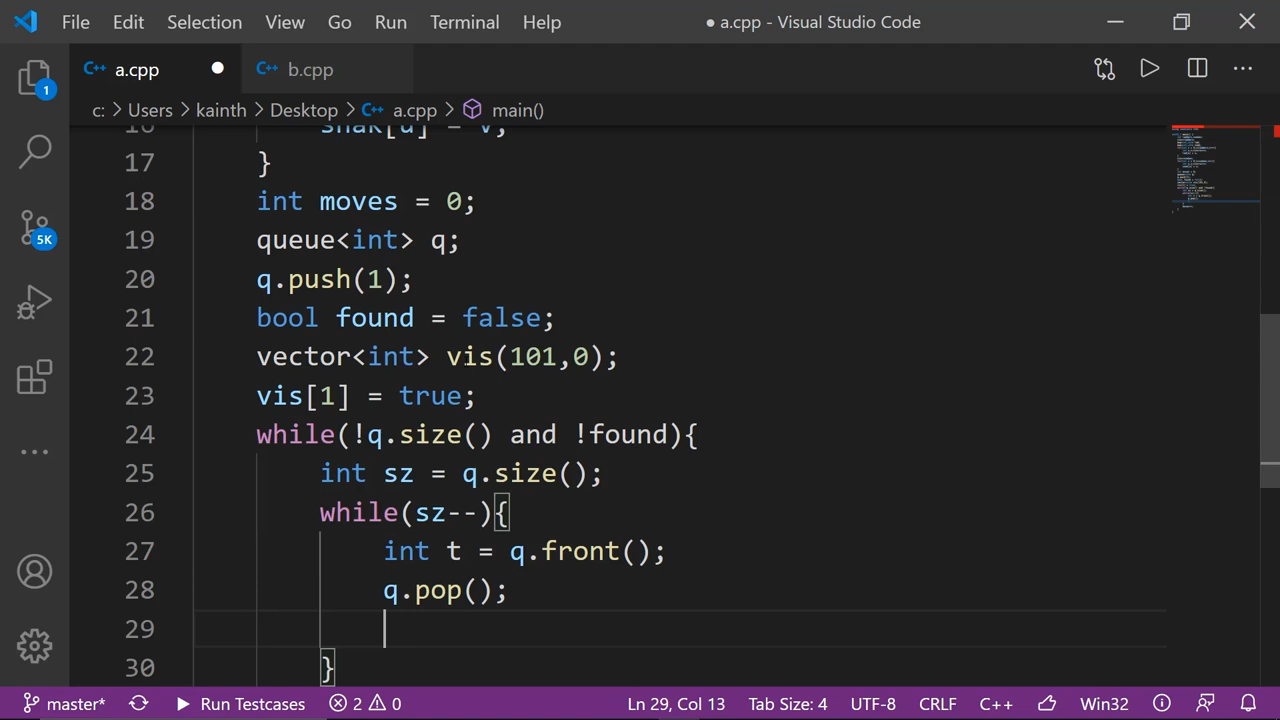 File Edit Selection View Go Run Terminal Help ● a.cpp - Visual Studio Code
a.cpp b.cpp
c: > Users > kainth > Desktop > a.cpp > main()
16 snak[u] = v;
17 }
18 int moves = 0;
19 queue<int> q;
20 q.push(1);
21 bool found = false;
22 vector<int> vis(101,0);
23 vis[1] = true;
24 while(!q.size() and !found){
25 int sz = q.size();
26 while(sz--){
27 int t = q.front();
28 q.pop();
29
30 }
1
5K
master* Run Testcases 2 0 Ln 29, Col 13 Tab Size: 4 UTF-8 CRLF C++ Win32